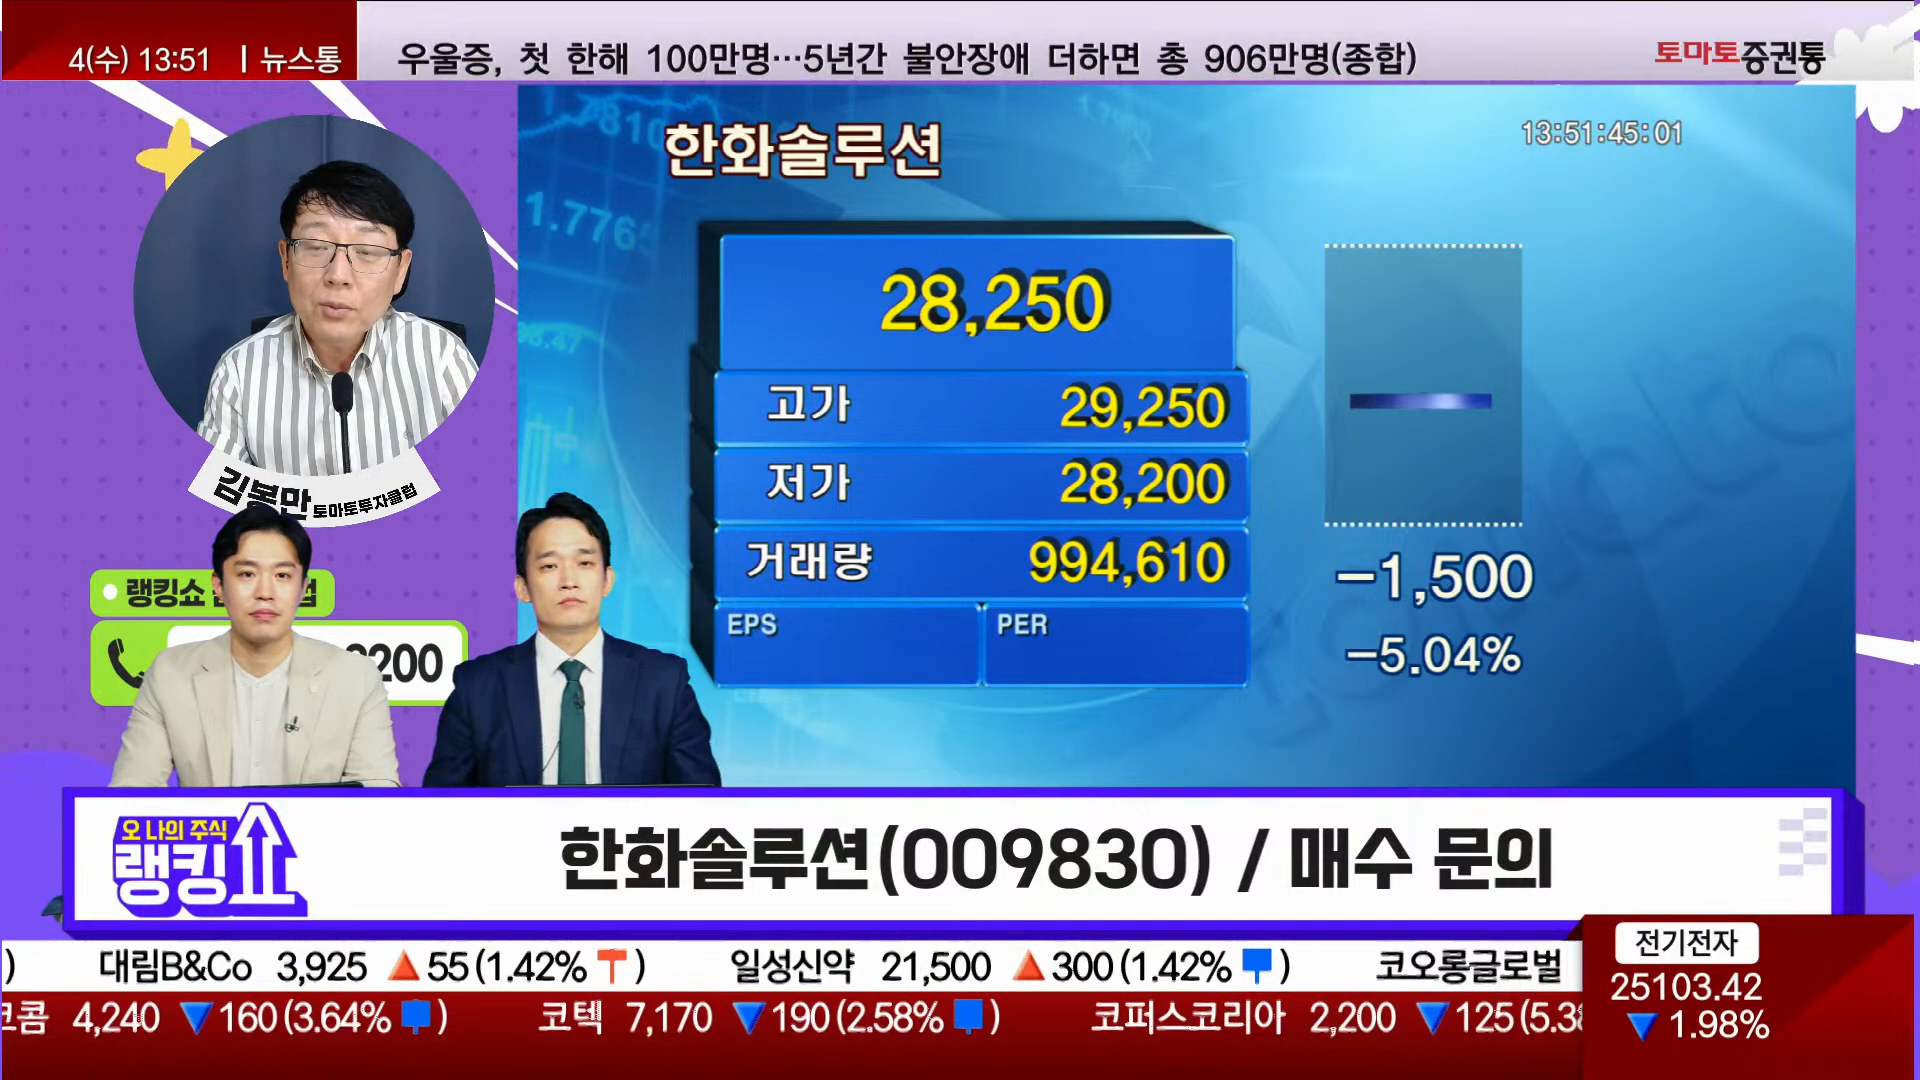 4(수) 13:51 | 뉴스통
우울증, 첫 한해 100만명…5년간 불안장애 더하면 총 906만명(종합)
토마토증권통
한화솔루션
13:51:45:01
28,250
고가 29,250
저가 28,200
거래량 994,610
EPS
PER
-1,500
-5.04%
1.7765
김봉만 토마토투자클럽
랭킹쇼
2200
오 나의 주식
랭킹쇼
한화솔루션(009830) / 매수 문의
) 대림B&Co 3,925 ▲55(1.42%) 일성신약 21,500 ▲300(1.42%) 코오롱글로벌
코콤 4,240 ▼160(3.64%) 코텍 7,170 ▼190(2.58%) 코퍼스코리아 2,200 ▼125(5.38
전기전자
25103.42
▼ 1.98%